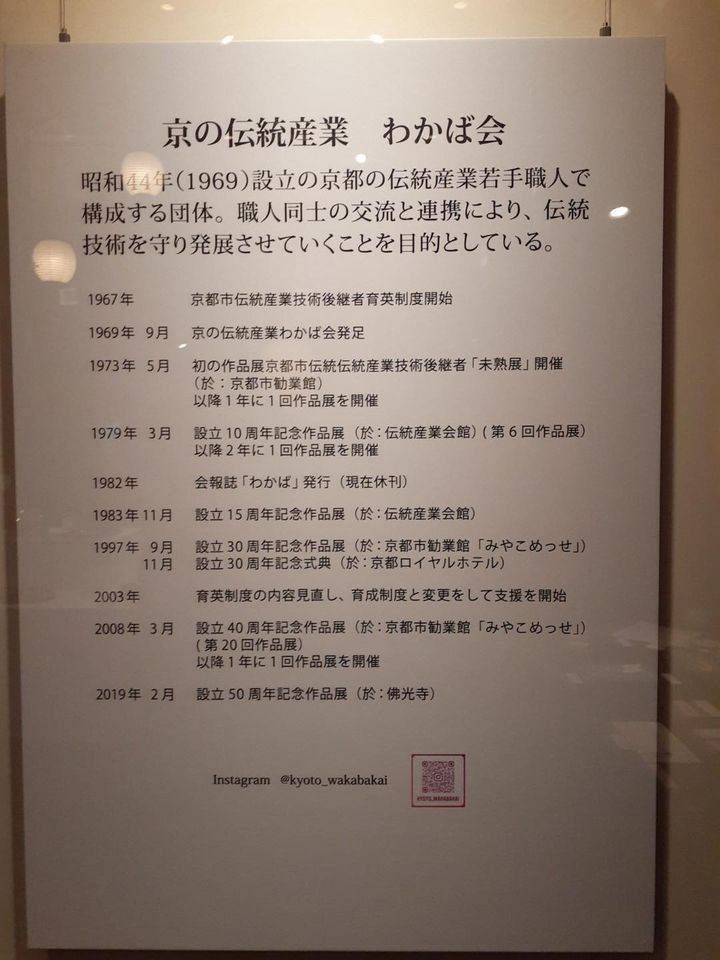 京の伝統産業　わかば会
昭和44年（1969）設立の京都の伝統産業若手職人で
構成する団体。職人同士の交流と連携により、伝統
技術を守り発展させていくことを目的としている。
1967年　京都市伝統産業技術後継者育英制度開始
1969年 9月　京の伝統産業わかば会発足
1973年 5月　初の作品展京都市伝統伝統産業技術後継者「未熟展」開催
（於：京都市勧業館）
以降1年に1回作品展を開催
1979年 3月　設立10周年記念作品展（於：伝統産業会館）(第6回作品展）
以降2年に1回作品展を開催
1982年　会報誌「わかば」発行（現在休刊）
1983年11月　設立15周年記念作品展（於：伝統産業会館）
1997年 9月　設立30周年記念作品展（於：京都市勧業館「みやこめっせ」）
11月　設立30周年記念式典（於：京都ロイヤルホテル）
2003年　育英制度の内容見直し、育成制度と変更をして支援を開始
2008年 3月　設立40周年記念作品展（於：京都市勧業館「みやこめっせ」）
(第20回作品展）
以降1年に1回作品展を開催
2019年 2月　設立50周年記念作品展（於：佛光寺）
Instagram　@kyoto_wakabakai
KYOTO_WAKABAKAI